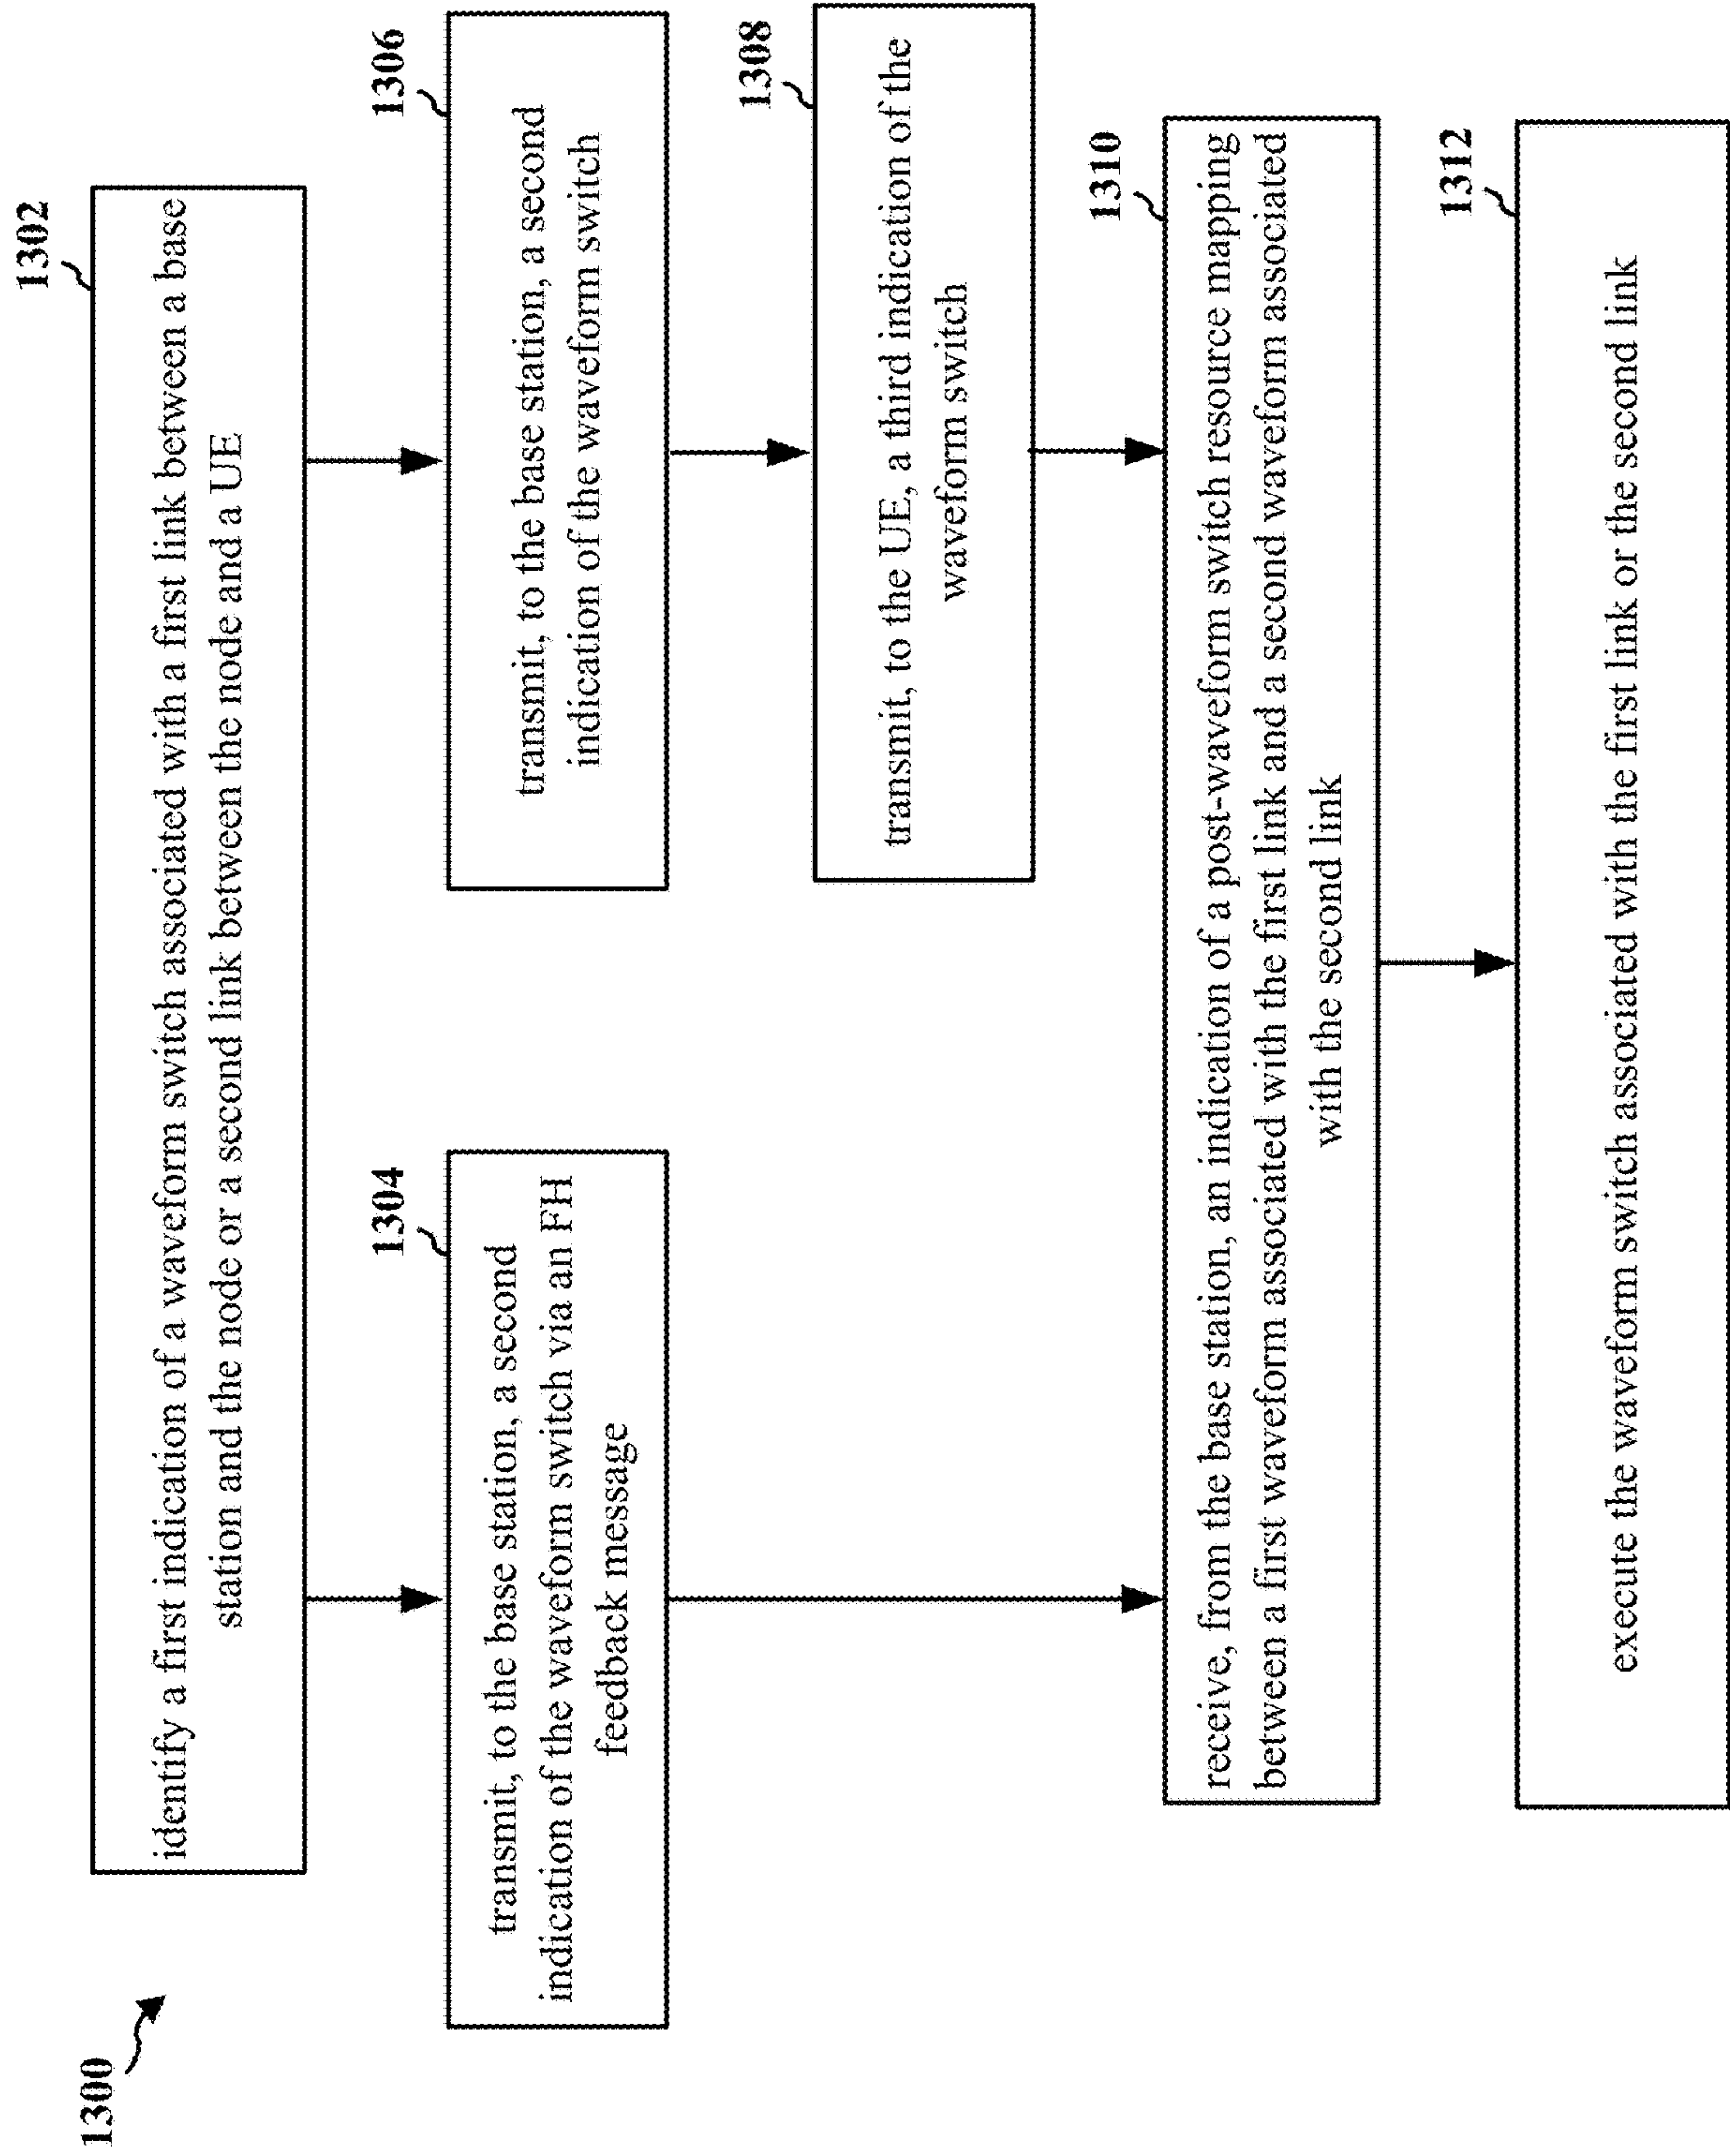 1300
1302
identify a first indication of a waveform switch associated with a first link between a base
station and the node or a second link between the node and a UE
1304
transmit, to the base station, a second
indication of the waveform switch via an FH
feedback message
1306
transmit, to the base station, a second
indication of the waveform switch
1308
transmit, to the UE, a third indication of the
waveform switch
1310
receive, from the base station, an indication of a post-waveform switch resource mapping
between a first waveform associated with the first link and a second waveform associated
with the second link
1312
execute the waveform switch associated with the first link or the second link